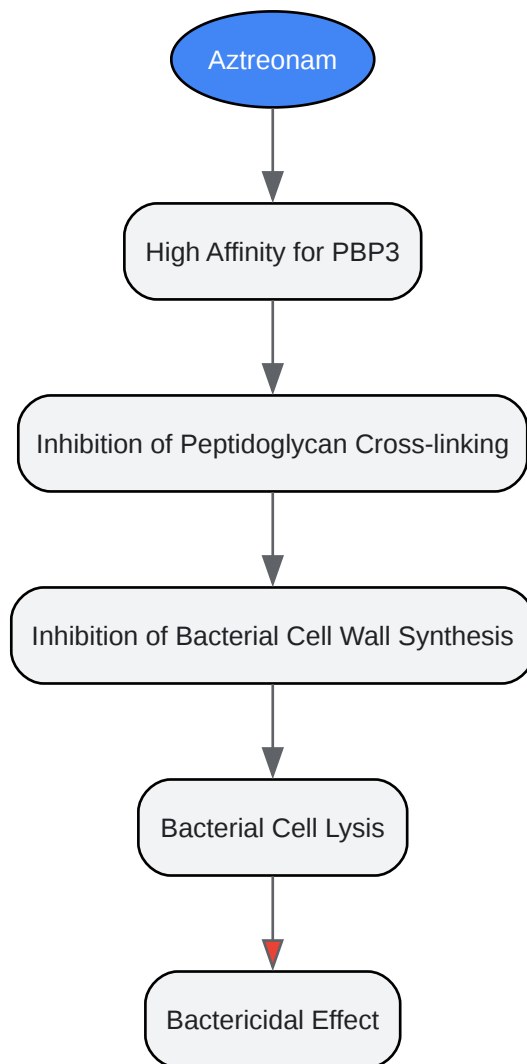 Aztreonam
High Affinity for PBP3
Inhibition of Peptidoglycan Cross-linking
Inhibition of Bacterial Cell Wall Synthesis
Bacterial Cell Lysis
Bactericidal Effect